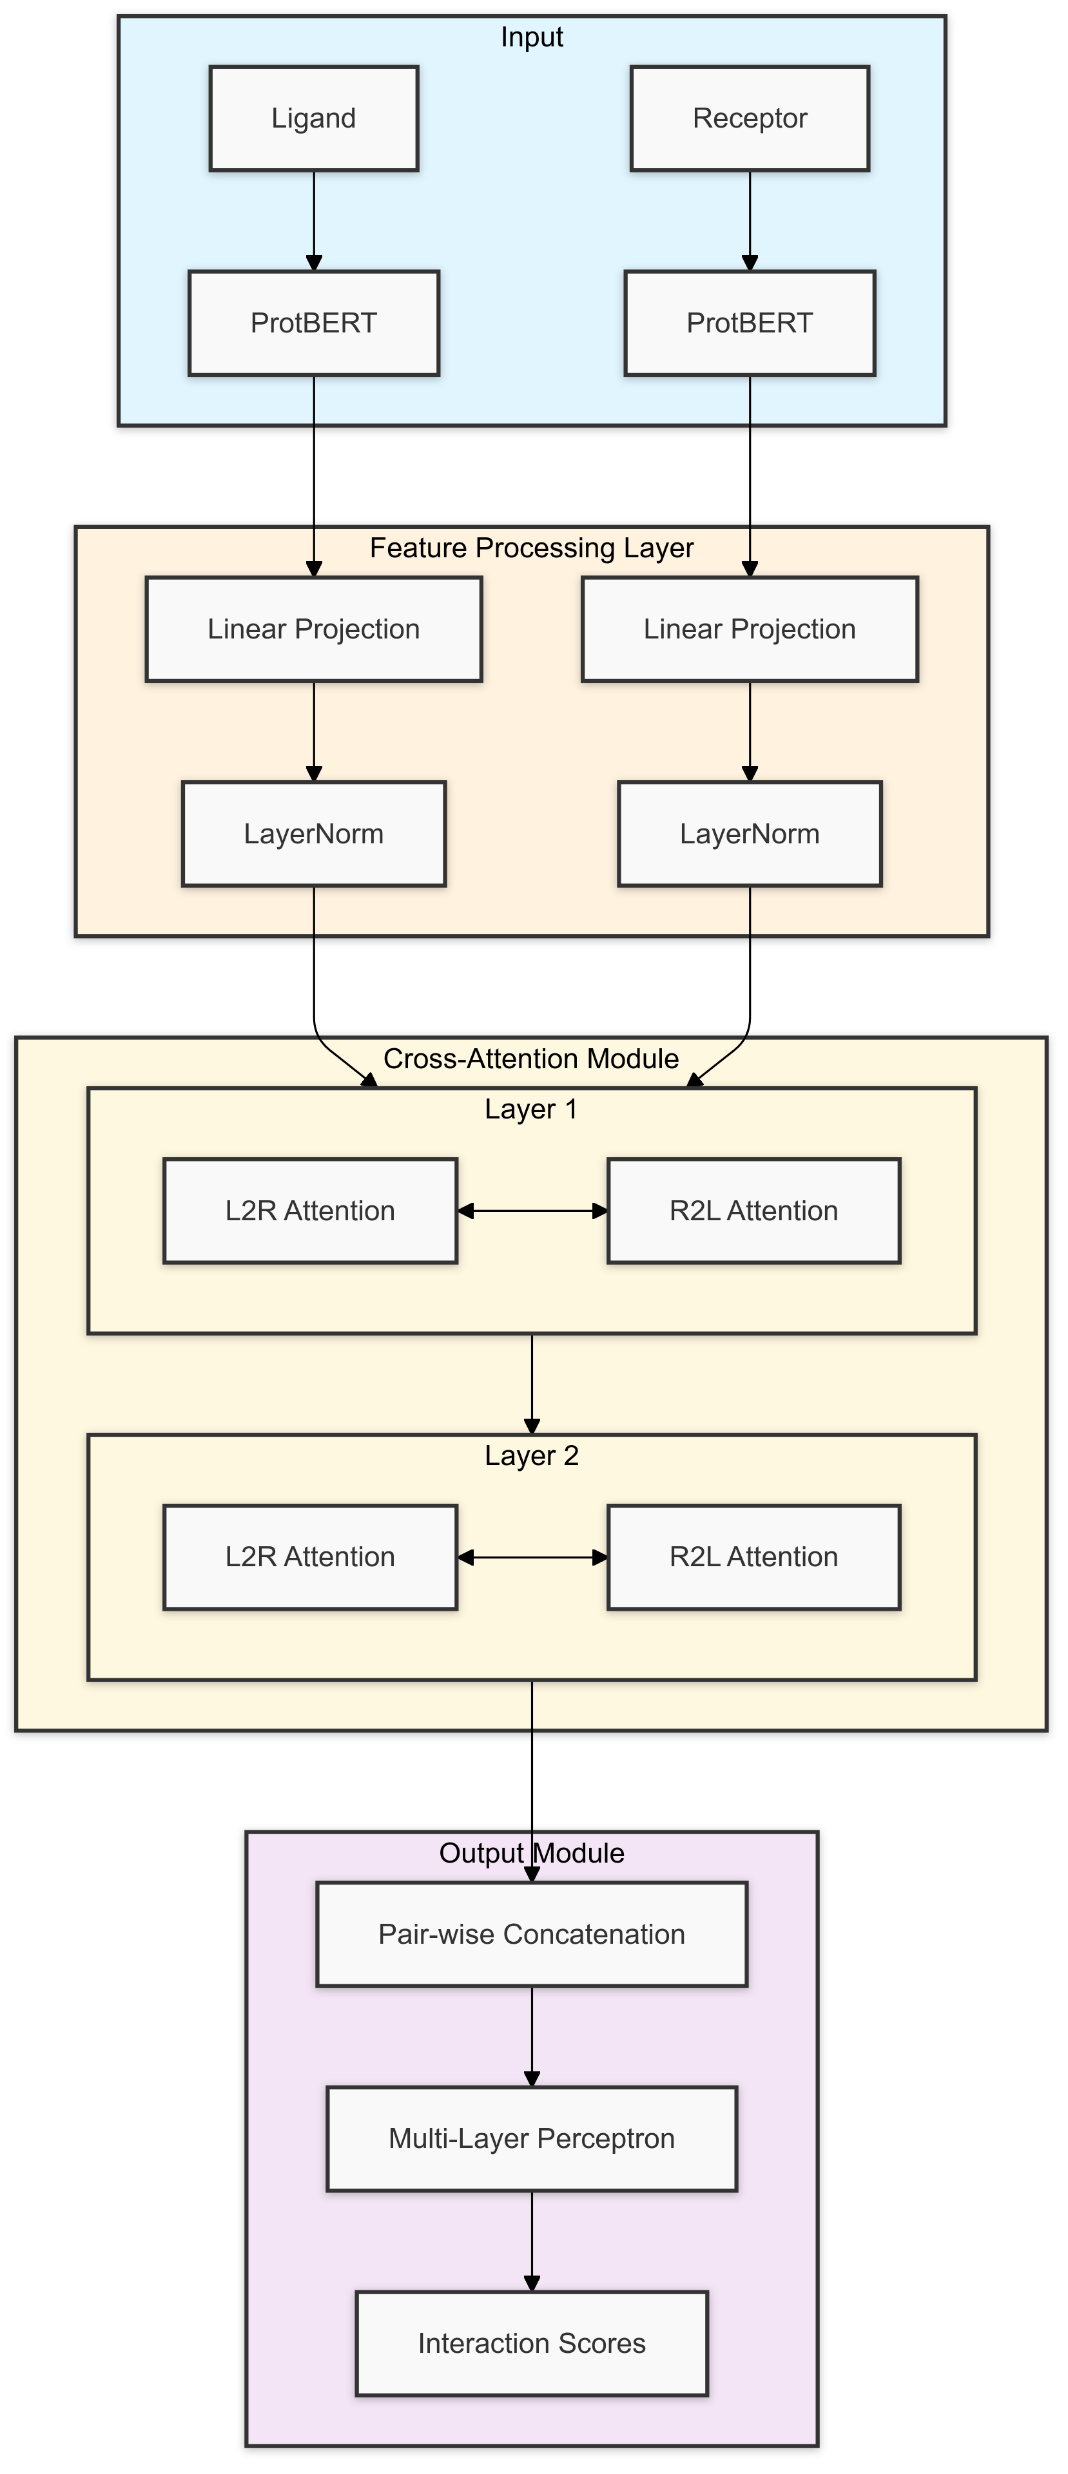 Input
Ligand
Receptor
ProtBERT
ProtBERT
Feature Processing Layer
Linear Projection
Linear Projection
LayerNorm
LayerNorm
Cross-Attention Module
Layer 1
L2R Attention
R2L Attention
Layer 2
L2R Attention
R2L Attention
Output Module
Pair-wise Concatenation
Multi-Layer Perceptron
Interaction Scores